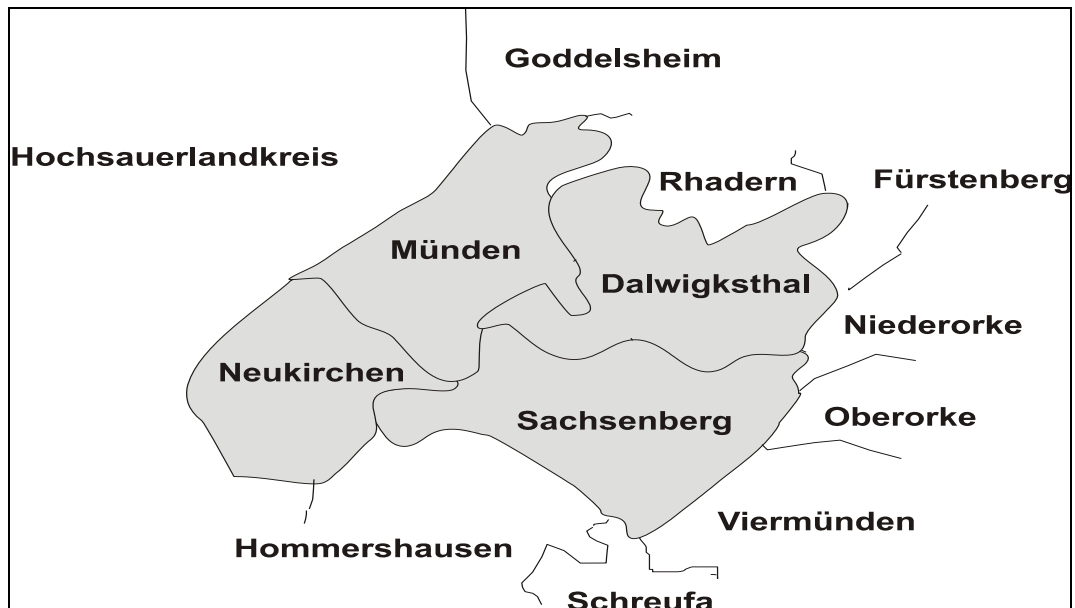 Goddelsheim
Hochsauerlandkreis
Rhadern
Fürstenberg
Münden
Dalwigksthal
Niederorke
Neukirchen
Sachsenberg
Oberorke
Viermünden
Hommershausen
Schreufa